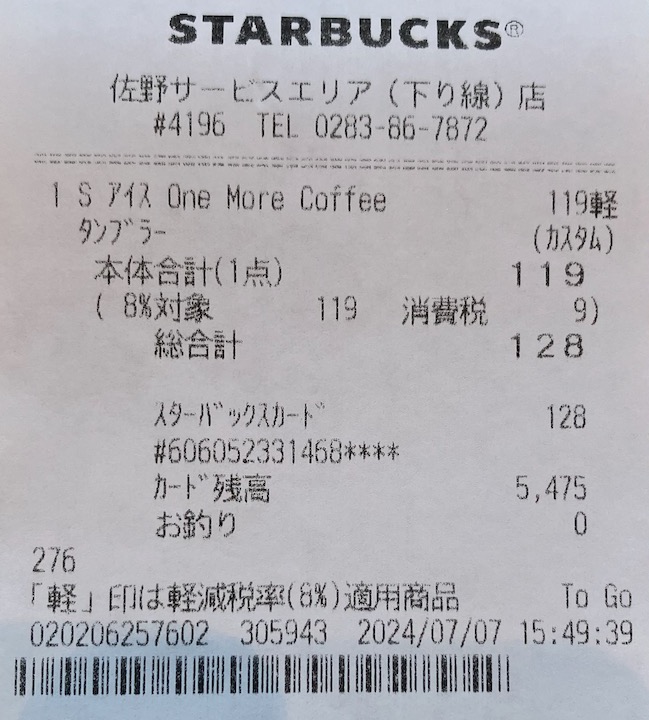 STARBUCKS®
佐野サービスエリア(下り線)店
#4196 TEL 0283-86-7872
1 S アイス One More Coffee 119軽
タンブラー (カスタム)
本体合計(1点) 119
( 8%対象 119 消費税 9)
総合計 128
スターバックスカード 128
#606052331468****
カード残高 5,475
お釣り 0
276
「軽」印は軽減税率(8%)適用商品 To Go
020206257602 305943 2024/07/07 15:49:39